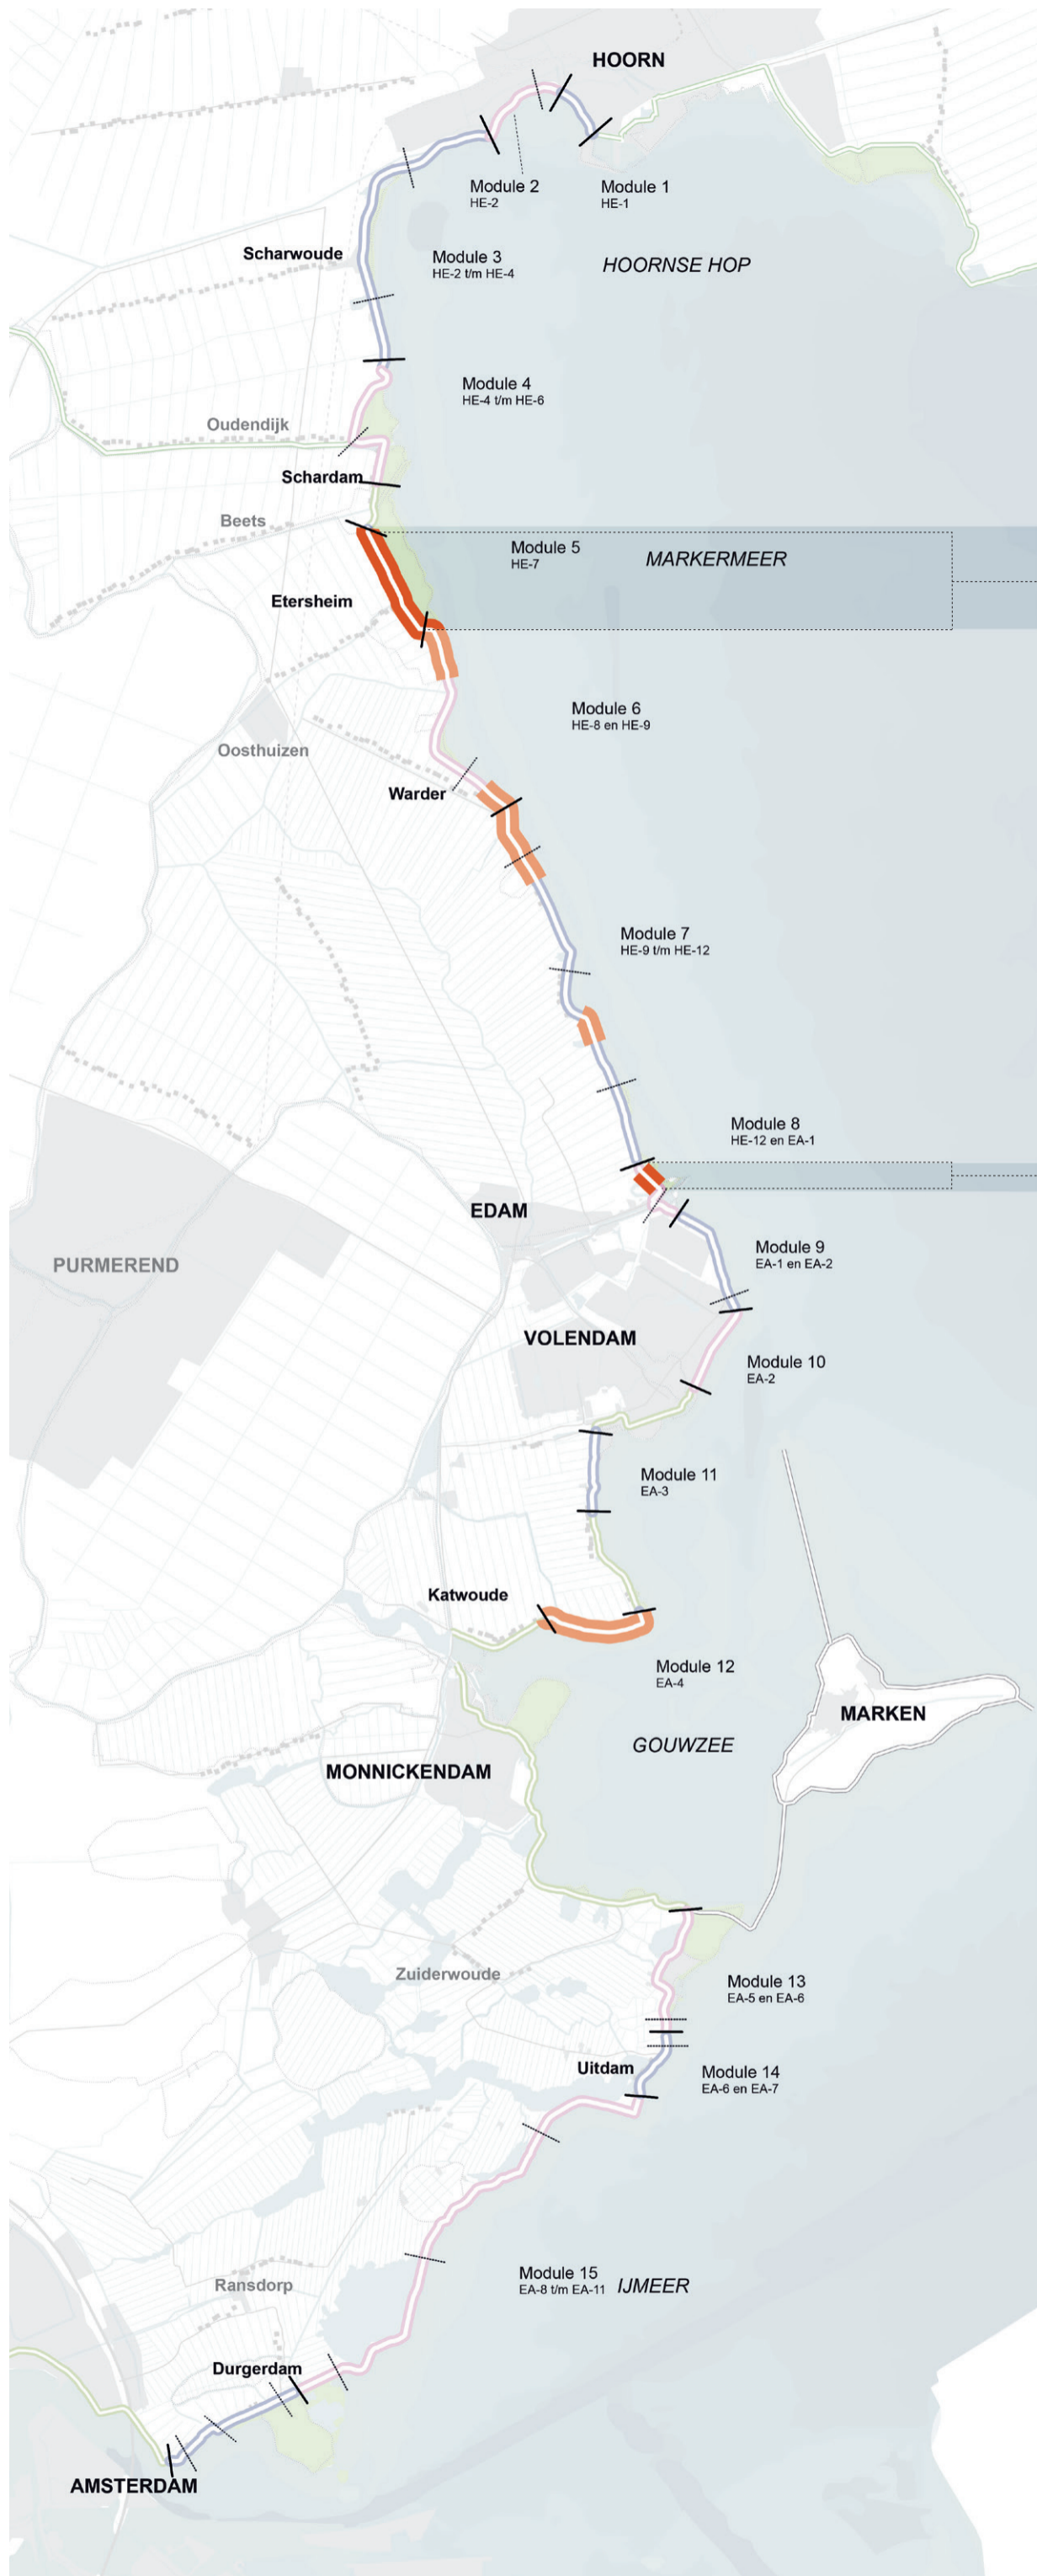 HOORN
Module 2
HE-2
Module 1
HE-1
Scharwoude
Module 3
HE-2 t/m HE-4
HOORNSE HOP
Module 4
HE-4 t/m HE-6
Oudendijk
Schardam
Beets
Module 5
HE-7
MARKERMEER
Etersheim
Module 6
HE-8 en HE-9
Oosthuizen
Warder
Module 7
HE-9 t/m HE-12
Module 8
HE-12 en EA-1
EDAM
Module 9
EA-1 en EA-2
PURMEREND
VOLENDAM
Module 10
EA-2
Module 11
EA-3
Katwoude
Module 12
EA-4
MARKEN
GOUWZEE
MONNICKENDAM
Zuiderwoude
Module 13
EA-5 en EA-6
Uitdam
Module 14
EA-6 en EA-7
Module 15
EA-8 t/m EA-11
IJMEER
Ransdorp
Durgerdam
AMSTERDAM